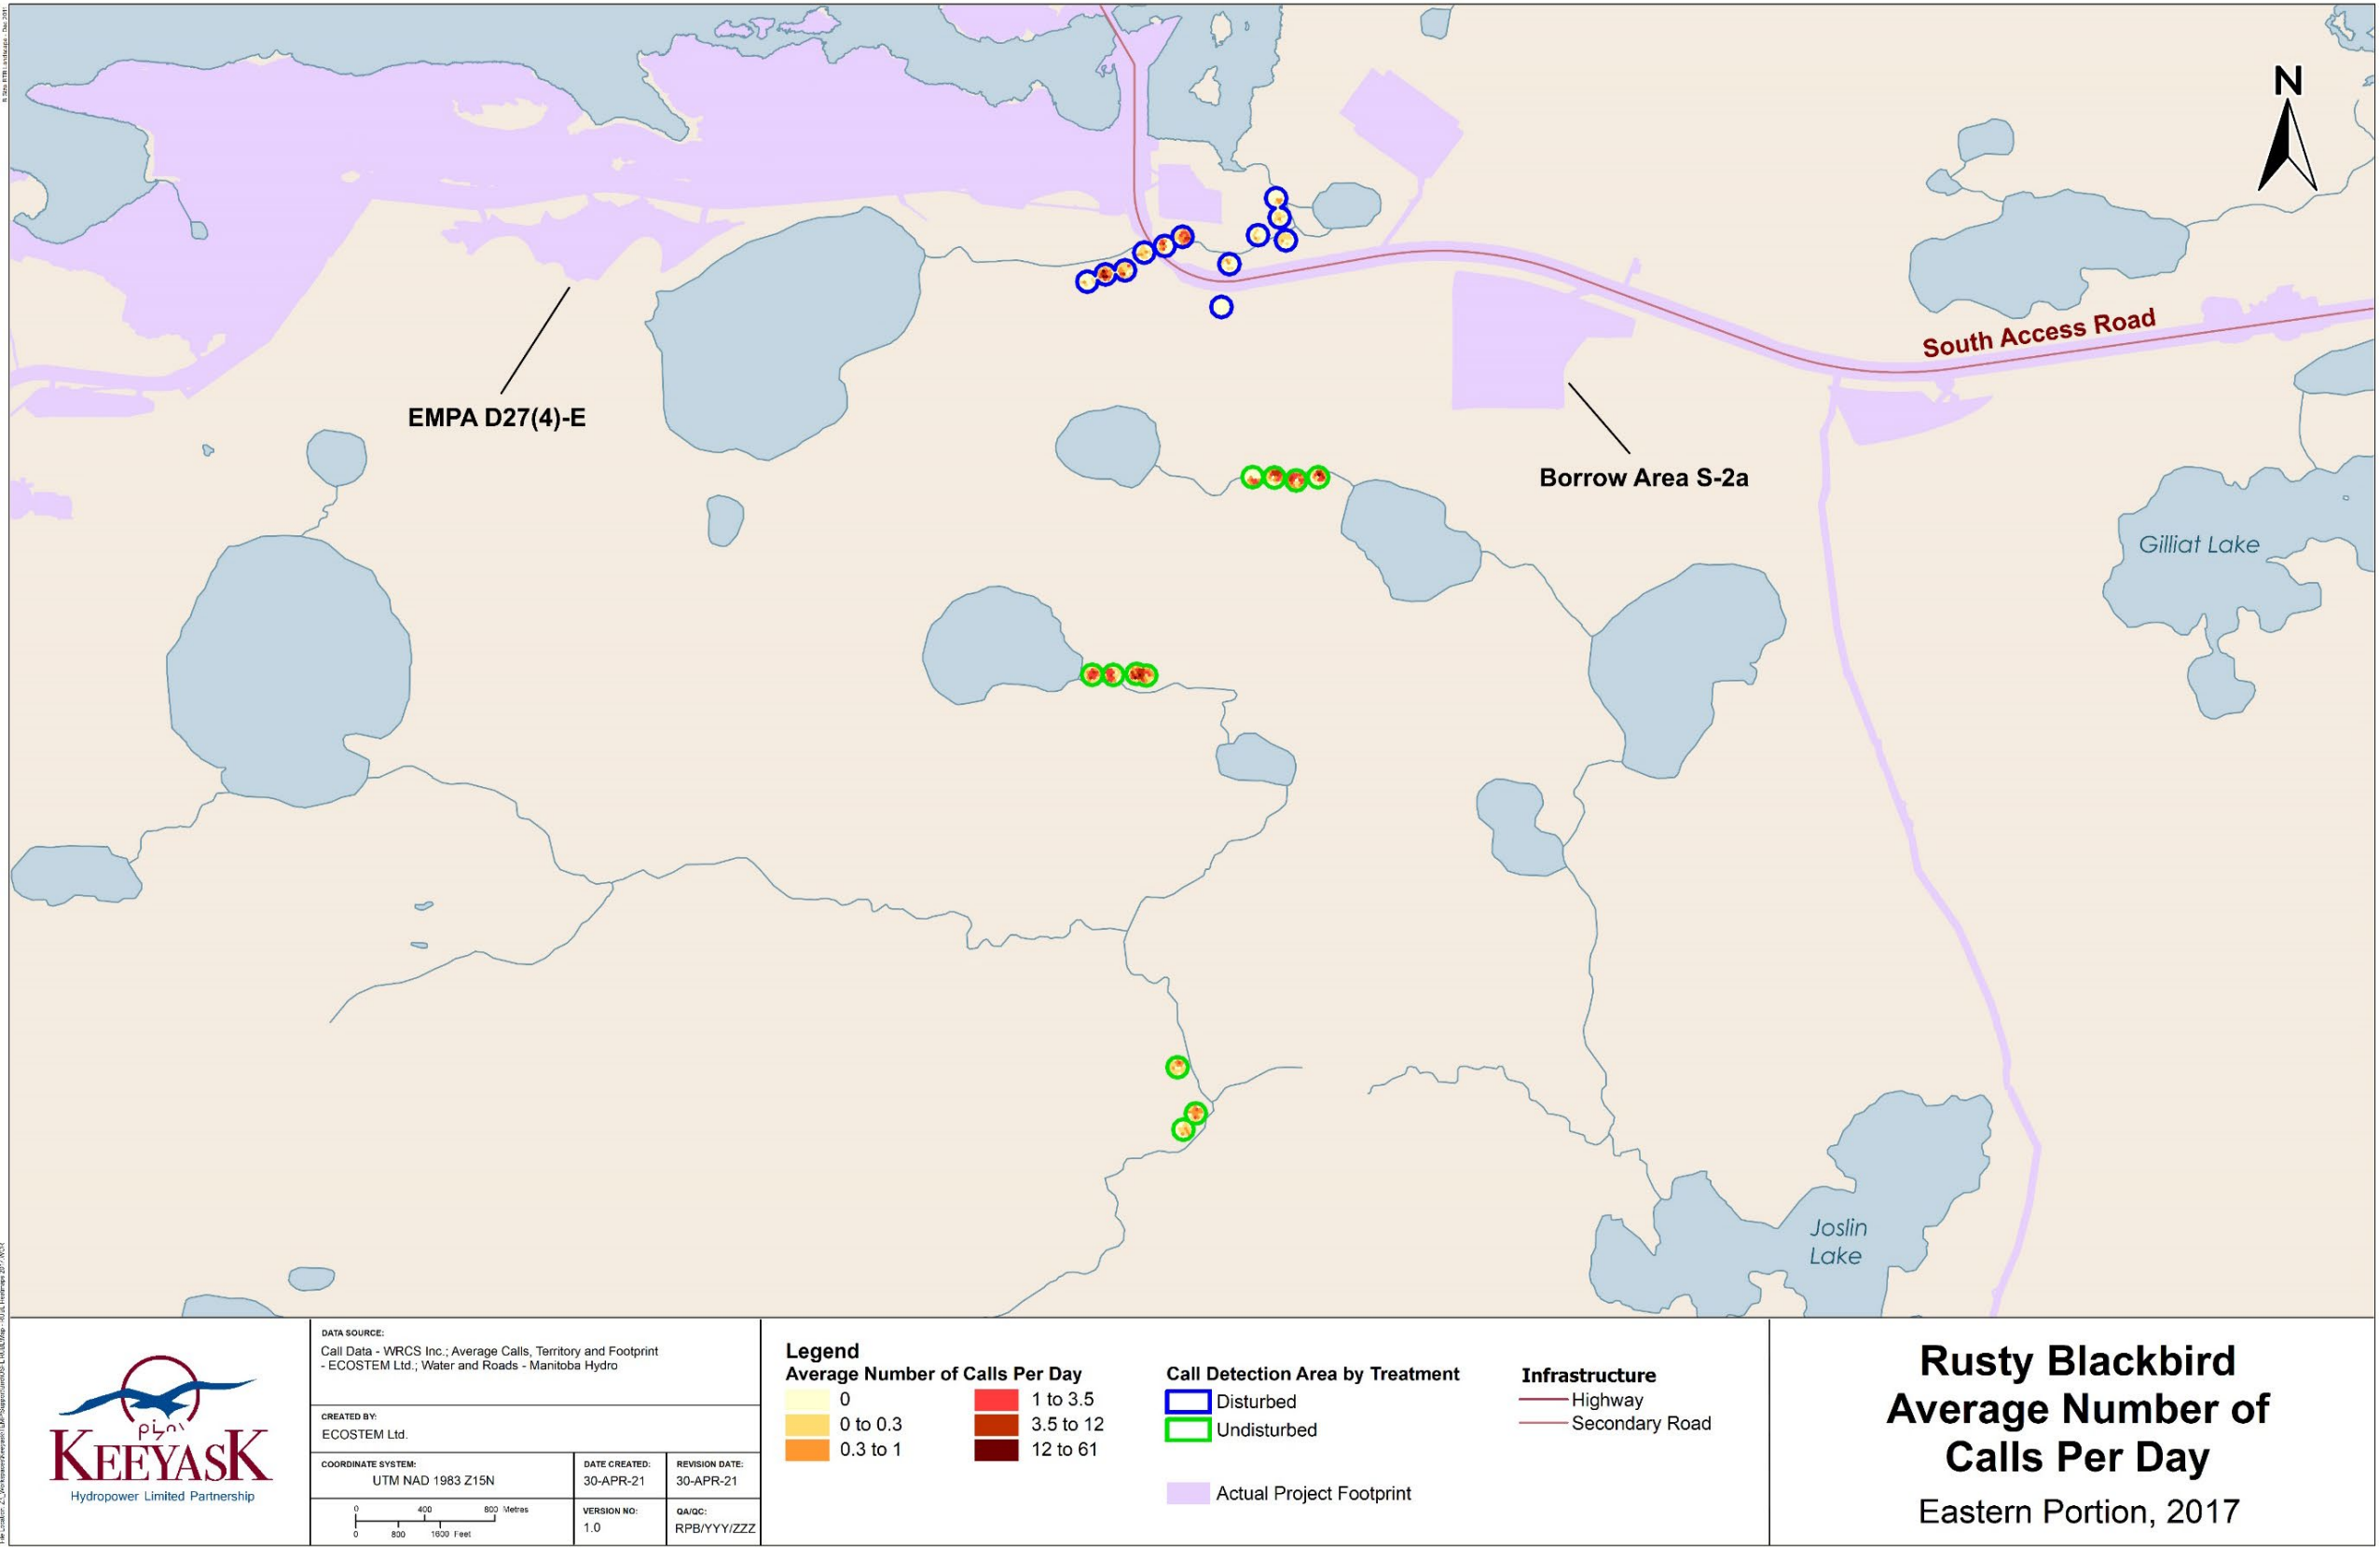 N
South Access Road
EMPA D27(4)-E
Borrow Area S-2a
Gilliat Lake
Joslin
Lake
KEEYASK
Hydropower Limited Partnership
DATA SOURCE:
Call Data - WRCS Inc.; Average Calls, Territory and Footprint
- ECOSTEM Ltd.; Water and Roads - Manitoba Hydro
CREATED BY:
ECOSTEM Ltd.
COORDINATE SYSTEM:
UTM NAD 1983 Z15N
DATE CREATED:
30-APR-21
REVISION DATE:
30-APR-21
0 400 800 Metres
0 800 1600 Feet
VERSION NO:
1.0
QA/QC:
RPB/YYY/ZZZ
Legend
Average Number of Calls Per Day
0
0 to 0.3
0.3 to 1
1 to 3.5
3.5 to 12
12 to 61
Call Detection Area by Treatment
Disturbed
Undisturbed
Actual Project Footprint
Infrastructure
Highway
Secondary Road
Rusty Blackbird
Average Number of
Calls Per Day
Eastern Portion, 2017